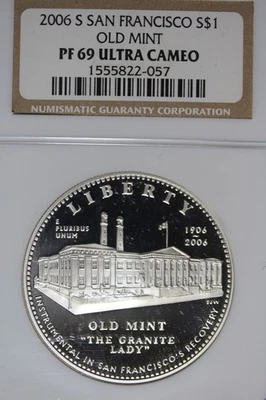 2006 S SAN FRANCISCO S$1
OLD MINT
PF 69 ULTRA CAMEO
1555822-057
NUMISMATIC GUARANTY CORPORATION
LIBERTY
E
PLURIBUS
UNUM
1906
2006
OLD MINT
"THE GRANITE
LADY"
INSTRUMENTAL IN SAN FRANCISCO'S RECOVERY